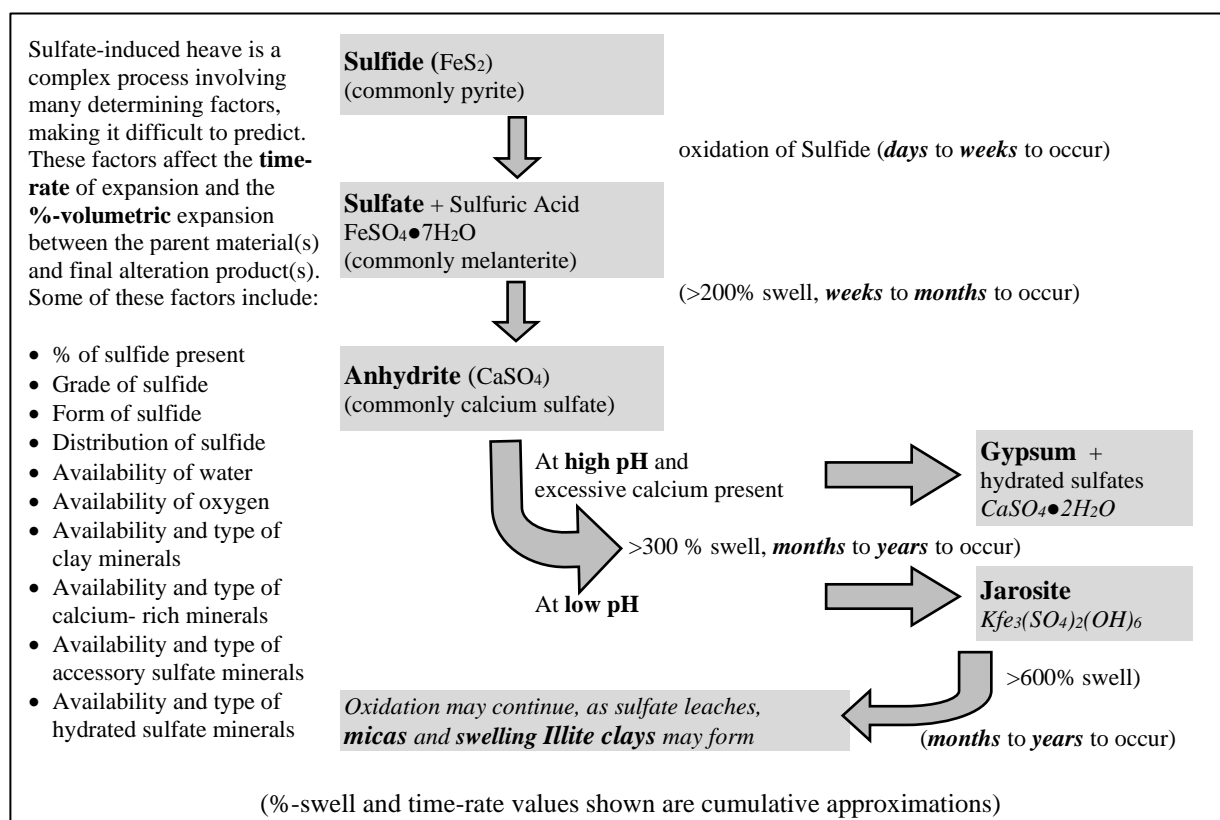 Sulfate-induced heave is a
complex process involving
many determining factors,
making it difficult to predict.
These factors affect the time-
rate of expansion and the
%-volumetric expansion
between the parent material(s)
and final alteration product(s).
Some of these factors include:
• % of sulfide present
• Grade of sulfide
• Form of sulfide
• Distribution of sulfide
• Availability of water
• Availability of oxygen
• Availability and type of
clay minerals
• Availability and type of
calcium- rich minerals
• Availability and type of
accessory sulfate minerals
• Availability and type of
hydrated sulfate minerals
Sulfide (FeS₂)
(commonly pyrite)
oxidation of Sulfide (days to weeks to occur)
Sulfate + Sulfuric Acid
FeSO₄●7H₂O
(commonly melanterite)
(>200% swell, weeks to months to occur)
Anhydrite (CaSO₄)
(commonly calcium sulfate)
At high pH and
excessive calcium present
Gypsum +
hydrated sulfates
CaSO₄●2H₂O
>300 % swell, months to years to occur)
At low pH
Jarosite
Kfe₃(SO₄)₂(OH)₆
>600% swell)
(months to years to occur)
Oxidation may continue, as sulfate leaches,
micas and swelling Illite clays may form
(%-swell and time-rate values shown are cumulative approximations)